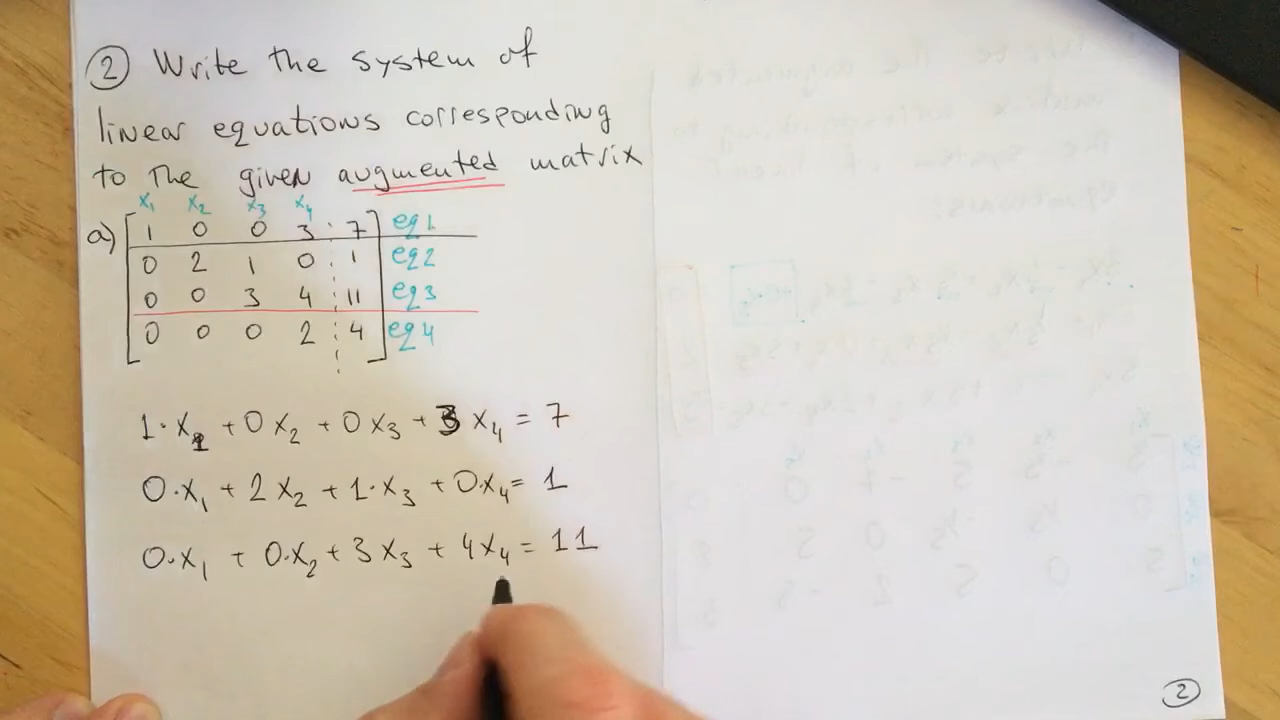 ② Write the system of
linear equations corresponding
to the given augmented matrix
x₁ x₂ x₃ x₄
a) 1 0 0 3 7 eq1
0 2 1 0 1 eq2
0 0 3 4 11 eq3
0 0 0 2 4 eq4
1·x₁ + 0x₂ + 0x₃ + 3x₄ = 7
0·x₁ + 2x₂ + 1·x₃ + 0·x₄ = 1
0·x₁ + 0·x₂ + 3x₃ + 4x₄ = 11
②